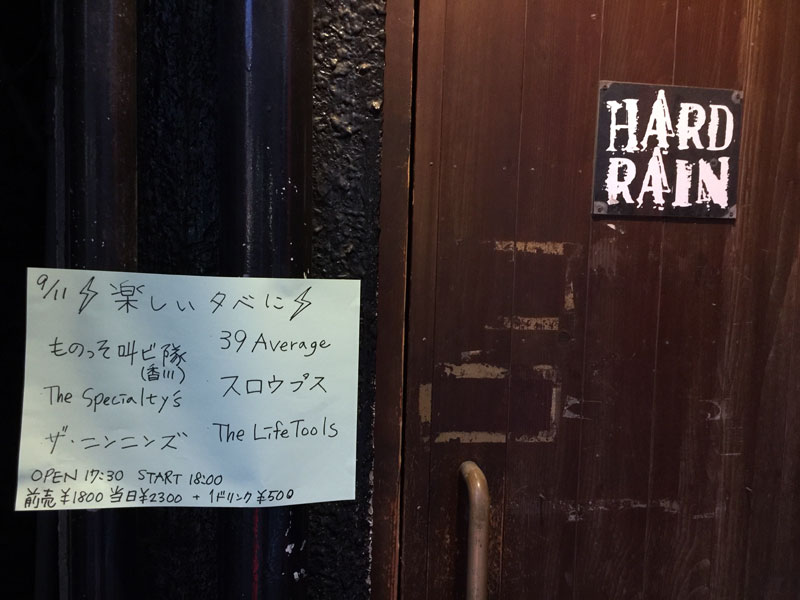 9/11 ⚡ 楽しい夕べに ⚡
ものっそ叫ビ隊
(香川)
The Specialty's
ザ・ニンニンズ
39 Average
スロウプス
The Life Tools
OPEN 17:30 START 18:00
前売¥1800 当日¥2300 + 1ドリンク¥500
HARD
RAIN